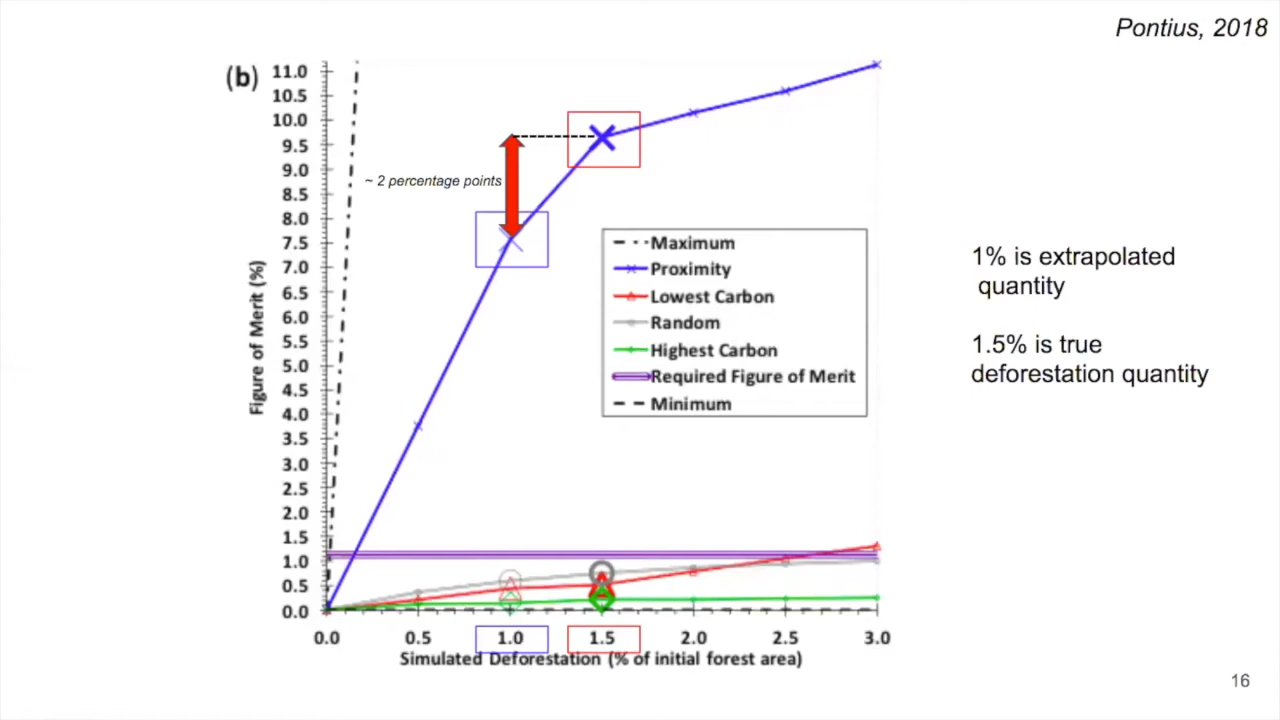 Pontius, 2018
(b)
11.0
10.5
10.0
9.5
9.0
8.5
8.0
7.5
7.0
6.5
6.0
5.5
5.0
4.5
4.0
3.5
3.0
2.5
2.0
1.5
1.0
0.5
0.0
Figure of Merit (%)
~ 2 percentage points
Maximum
Proximity
Lowest Carbon
Random
Highest Carbon
Required Figure of Merit
Minimum
0.0 0.5 1.0 1.5 2.0 2.5 3.0
Simulated Deforestation (% of initial forest area)
1% is extrapolated
quantity
1.5% is true
deforestation quantity
16